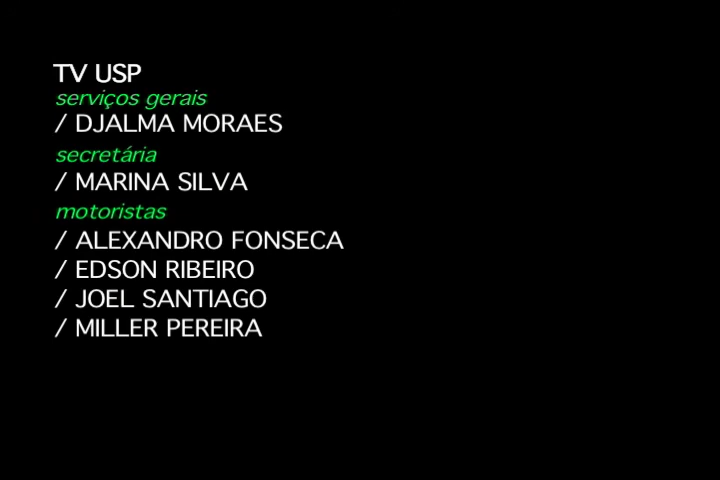 TV USP
serviços gerais
/ DJALMA MORAES
secretária
/ MARINA SILVA
motoristas
/ ALEXANDRO FONSECA
/ EDSON RIBEIRO
/ JOEL SANTIAGO
/ MILLER PEREIRA